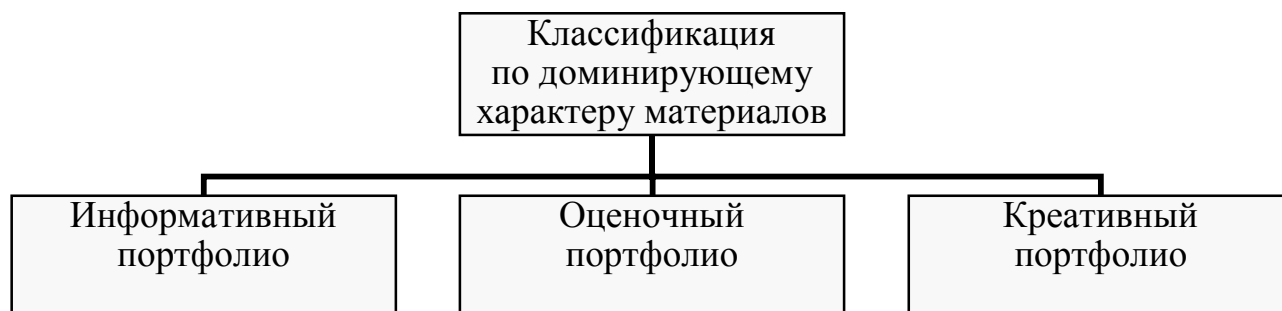 Классификация
по доминирующему
характеру материалов
Информативный
портфолио
Оценочный
портфолио
Креативный
портфолио